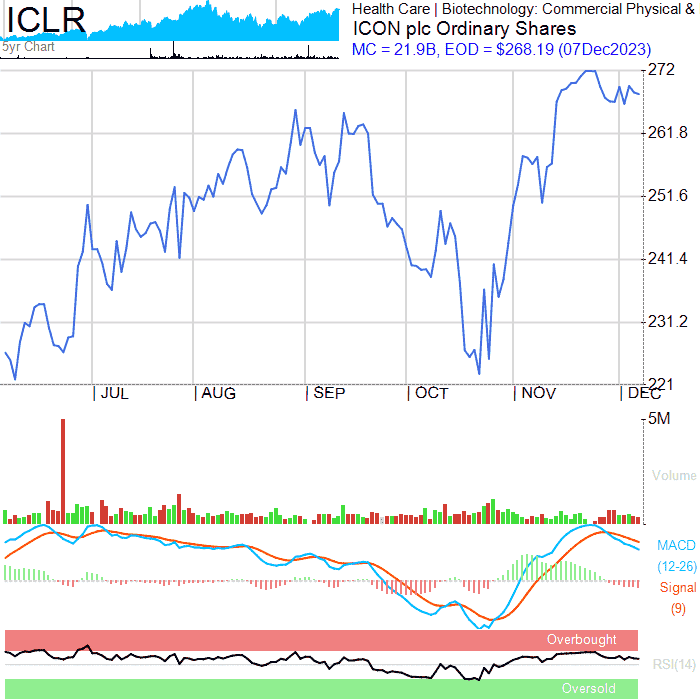 ICLR
5yr Chart
Health Care | Biotechnology: Commercial Physical &
ICON plc Ordinary Shares
MC = 21.9B, EOD = $268.19 (07Dec2023)
272
261.8
251.6
241.4
231.2
221
JUL AUG SEP OCT NOV DEC
5M
Volume
MACD
(12-26)
Signal
(9)
Overbought
RSI(14)
Oversold